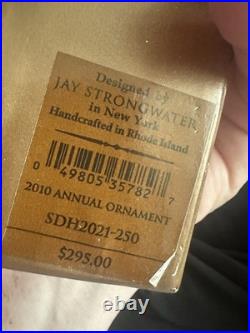 Designed by
JAY STRONGWATER
in New York
Handcrafted in Rhode Island
0 49805 35782 7
2010 ANNUAL ORNAMENT
SDH2021-250
$295.00